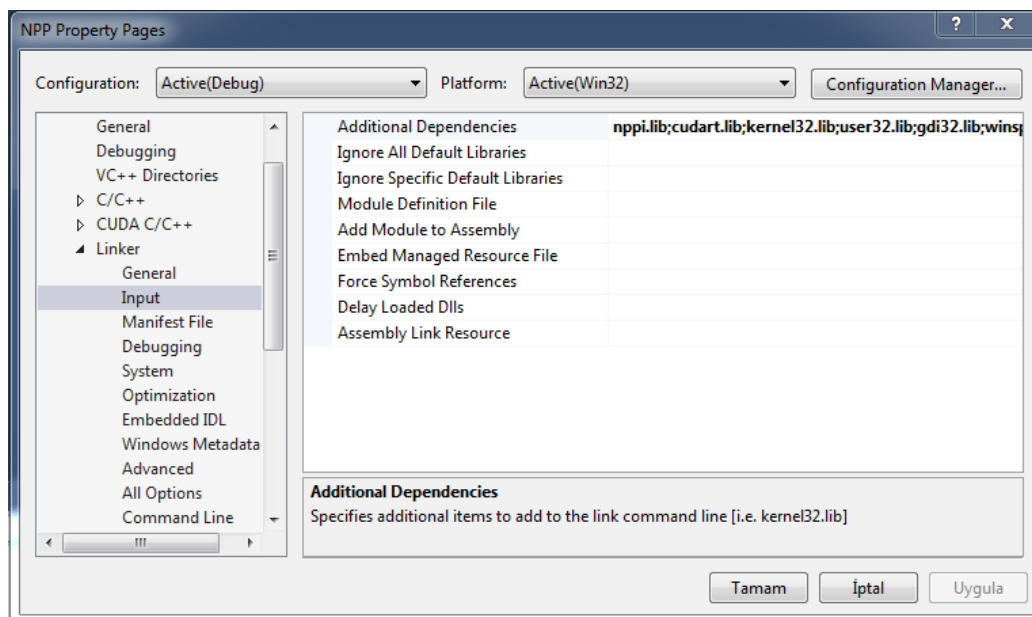 NPP Property Pages
Configuration: Active(Debug) Platform: Active(Win32) Configuration Manager...
General
Debugging
VC++ Directories
C/C++
CUDA C/C++
Linker
General
Input
Manifest File
Debugging
System
Optimization
Embedded IDL
Windows Metadata
Advanced
All Options
Command Line
Additional Dependencies nppi.lib;cudart.lib;kernel32.lib;user32.lib;gdi32.lib;winsp
Ignore All Default Libraries
Ignore Specific Default Libraries
Module Definition File
Add Module to Assembly
Embed Managed Resource File
Force Symbol References
Delay Loaded Dlls
Assembly Link Resource
Additional Dependencies
Specifies additional items to add to the link command line [i.e. kernel32.lib]
Tamam İptal Uygula